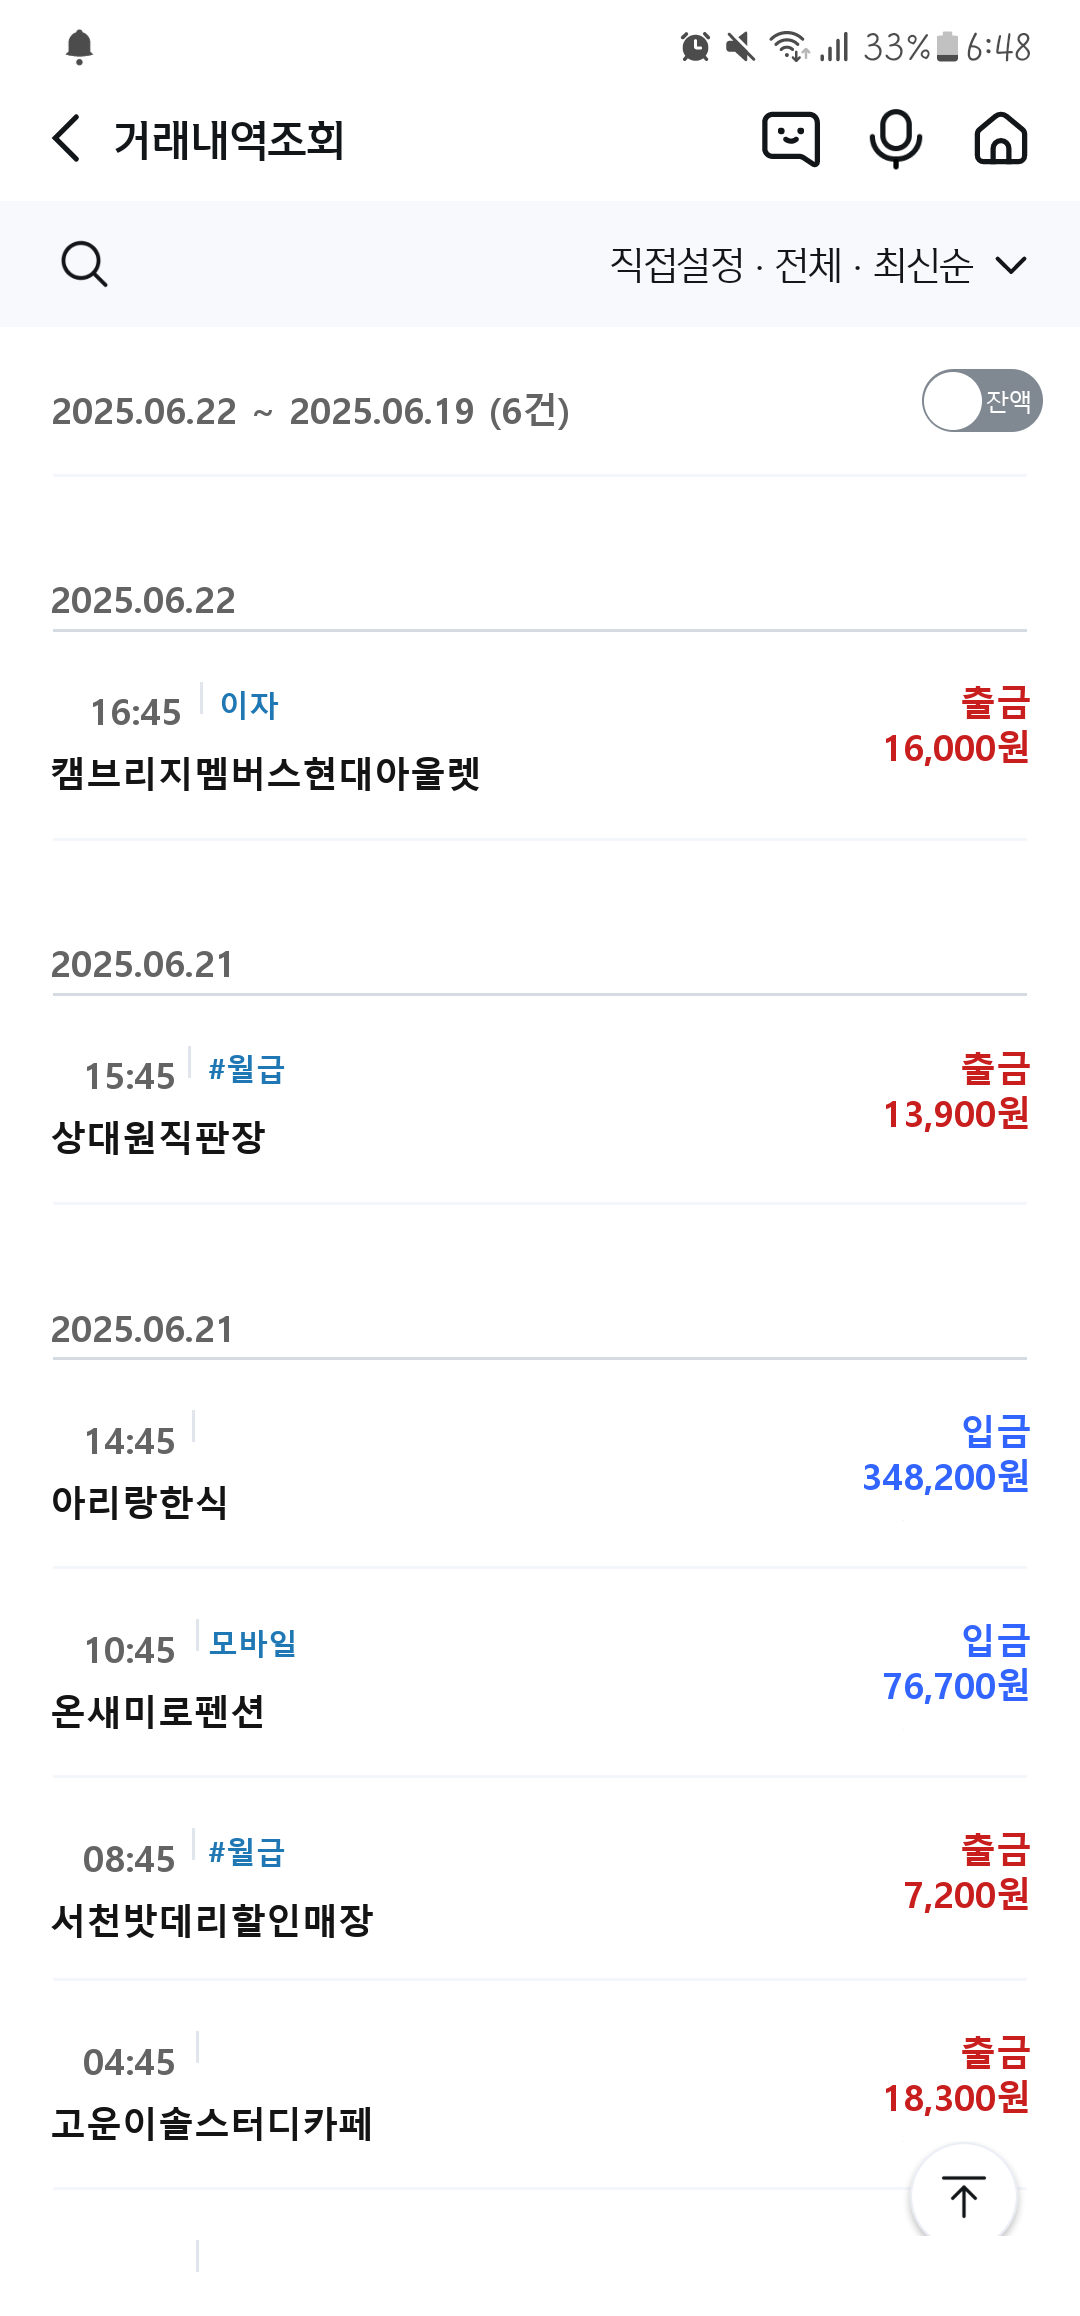 33% 6:48
거래내역조회
직접설정 · 전체 · 최신순
2025.06.22 ~ 2025.06.19 (6건)
잔액
2025.06.22
16:45 이자
출금
16,000원
캠브리지멤버스현대아울렛
2025.06.21
15:45 #월급
출금
13,900원
상대원직판장
2025.06.21
14:45
입금
348,200원
아리랑한식
10:45 모바일
입금
76,700원
온새미로펜션
08:45 #월급
출금
7,200원
서천밧데리할인매장
04:45
출금
18,300원
고운이솔스터디카페